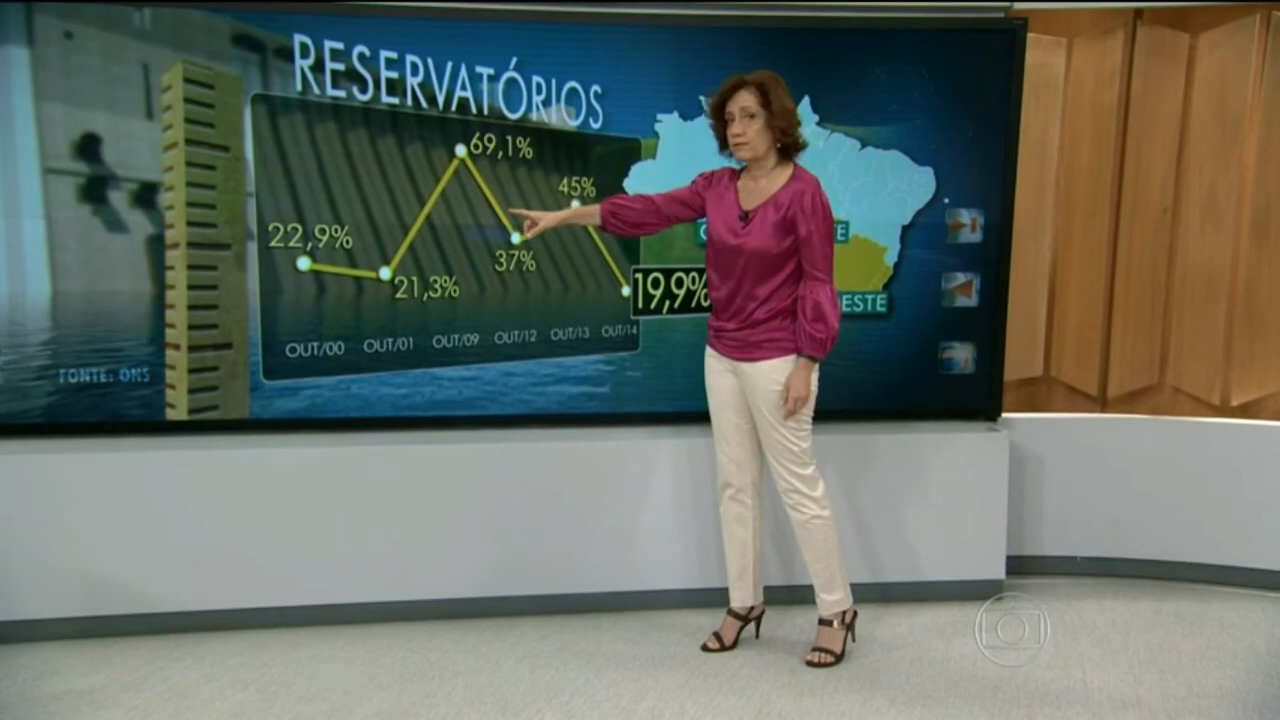 RESERVATÓRIOS
69,1%
45%
22,9%
37%
21,3%
19,9%
OUT/00 OUT/01 OUT/09 OUT/12 OUT/13 OUT/14
FONTE: ONS